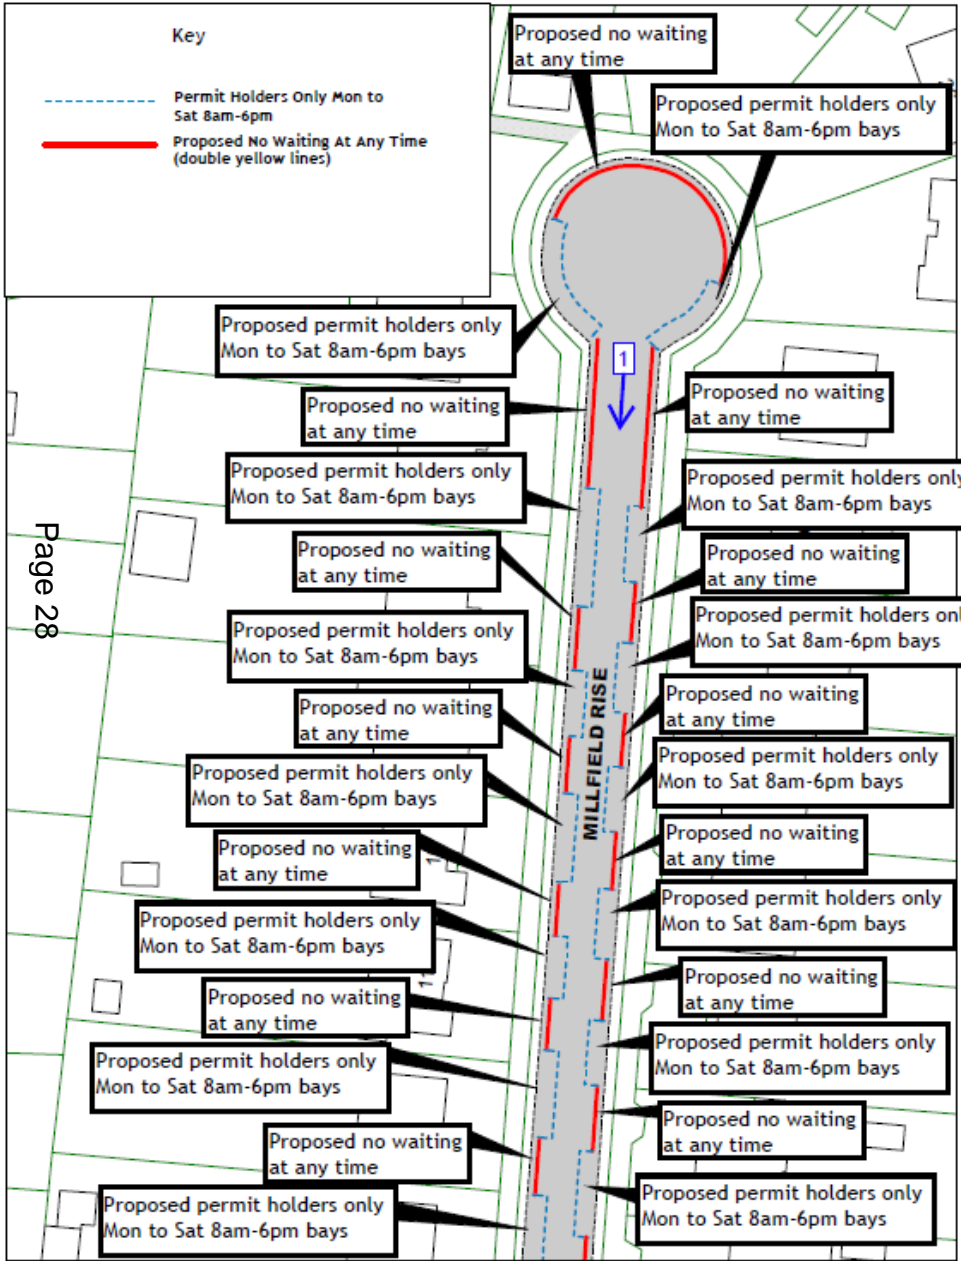 Key
Permit Holders Only Mon to
Sat 8am-6pm
Proposed No Waiting At Any Time
(double yellow lines)
Proposed no waiting
at any time
Proposed permit holders only
Mon to Sat 8am-6pm bays
Proposed permit holders only
Mon to Sat 8am-6pm bays
1
Proposed no waiting
at any time
Proposed no waiting
at any time
Proposed permit holders only
Mon to Sat 8am-6pm bays
Proposed permit holders only
Mon to Sat 8am-6pm bays
Page 28
Proposed no waiting
at any time
Proposed no waiting
at any time
Proposed permit holders only
Mon to Sat 8am-6pm bays
Proposed permit holders onl
Mon to Sat 8am-6pm bays
MILLFIELD RISE
Proposed no waiting
at any time
Proposed no waiting
at any time
Proposed permit holders only
Mon to Sat 8am-6pm bays
Proposed permit holders only
Mon to Sat 8am-6pm bays
Proposed no waiting
at any time
Proposed no waiting
at any time
Proposed permit holders only
Mon to Sat 8am-6pm bays
Proposed permit holders only
Mon to Sat 8am-6pm bays
Proposed no waiting
at any time
Proposed no waiting
at any time
Proposed permit holders only
Mon to Sat 8am-6pm bays
Proposed permit holders only
Mon to Sat 8am-6pm bays
Proposed no waiting
at any time
Proposed no waiting
at any time
Proposed permit holders only
Mon to Sat 8am-6pm bays
Proposed permit holders only
Mon to Sat 8am-6pm bays